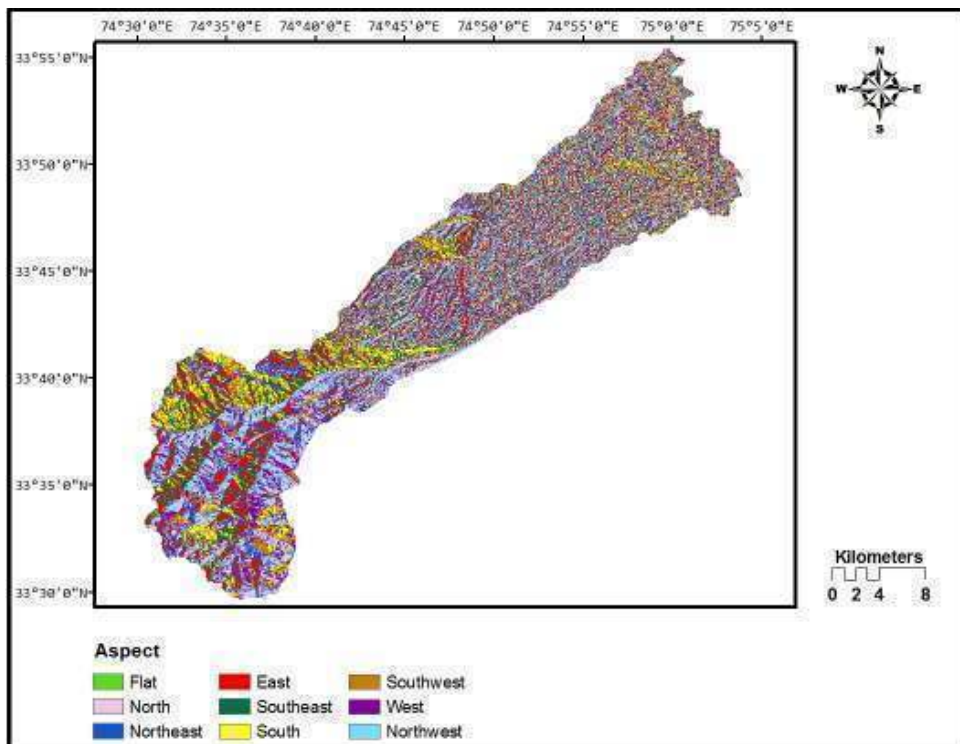 74°30'0"E 74°35'0"E 74°40'0"E 74°45'0"E 74°50'0"E 74°55'0"E 75°0'0"E 75°5'0"E
33°55'0"N
33°50'0"N
33°45'0"N
33°40'0"N
33°35'0"N
33°30'0"N
N
W E
S
Kilometers
0 2 4 8
Aspect
Flat East Southwest
North Southeast West
Northeast South Northwest